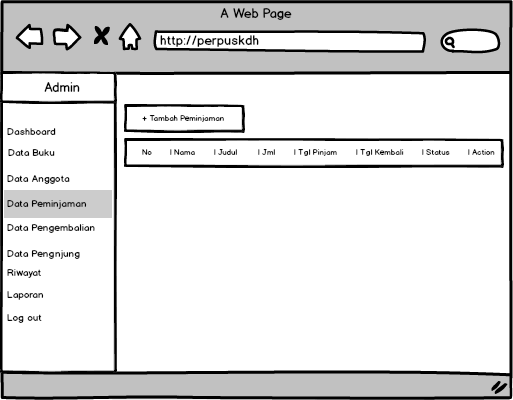 A Web Page
http://perpuskdh
Admin
Dashboard
Data Buku
Data Anggota
Data Peminjaman
Data Pengembalian
Data Pengnjung
Riwayat
Laporan
Log out
+ Tambah Peminjaman
No | Nama | Judul | Jml | Tgl Pinjam | Tgl Kembali | Status | Action